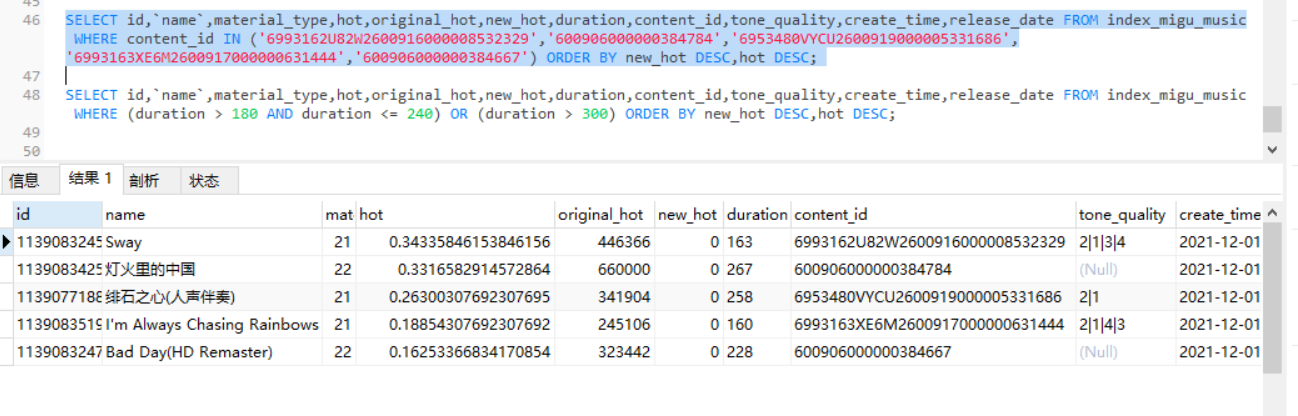 45
46 SELECT id,`name`,material_type,hot,original_hot,new_hot,duration,content_id,tone_quality,create_time,release_date FROM index_migu_music
WHERE content_id IN ('6993162U82W2600916000008532329','600906000000384784','6953480VYCU2600919000005331686',
'6993163XE6M2600917000000631444','600906000000384667') ORDER BY new_hot DESC,hot DESC;
47
48 SELECT id,`name`,material_type,hot,original_hot,new_hot,duration,content_id,tone_quality,create_time,release_date FROM index_migu_music
WHERE (duration > 180 AND duration <= 240) OR (duration > 300) ORDER BY new_hot DESC,hot DESC;
49
50
信息 结果 1 剖析 状态
id name mat hot original_hot new_hot duration content_id tone_quality create_time
1139083245 Sway 21 0.34335846153846156 446366 0 163 6993162U82W2600916000008532329 2|1|3|4 2021-12-01
1139083425 灯火里的中国 22 0.3316582914572864 660000 0 267 600906000000384784 (Null) 2021-12-01
1139077188 绯石之心(人声伴奏) 21 0.26300307692307695 341904 0 258 6953480VYCU2600919000005331686 2|1 2021-12-01
1139083519 I'm Always Chasing Rainbows 21 0.18854307692307692 245106 0 160 6993163XE6M2600917000000631444 2|1|4|3 2021-12-01
1139083247 Bad Day(HD Remaster) 22 0.16253366834170854 323442 0 228 600906000000384667 (Null) 2021-12-01